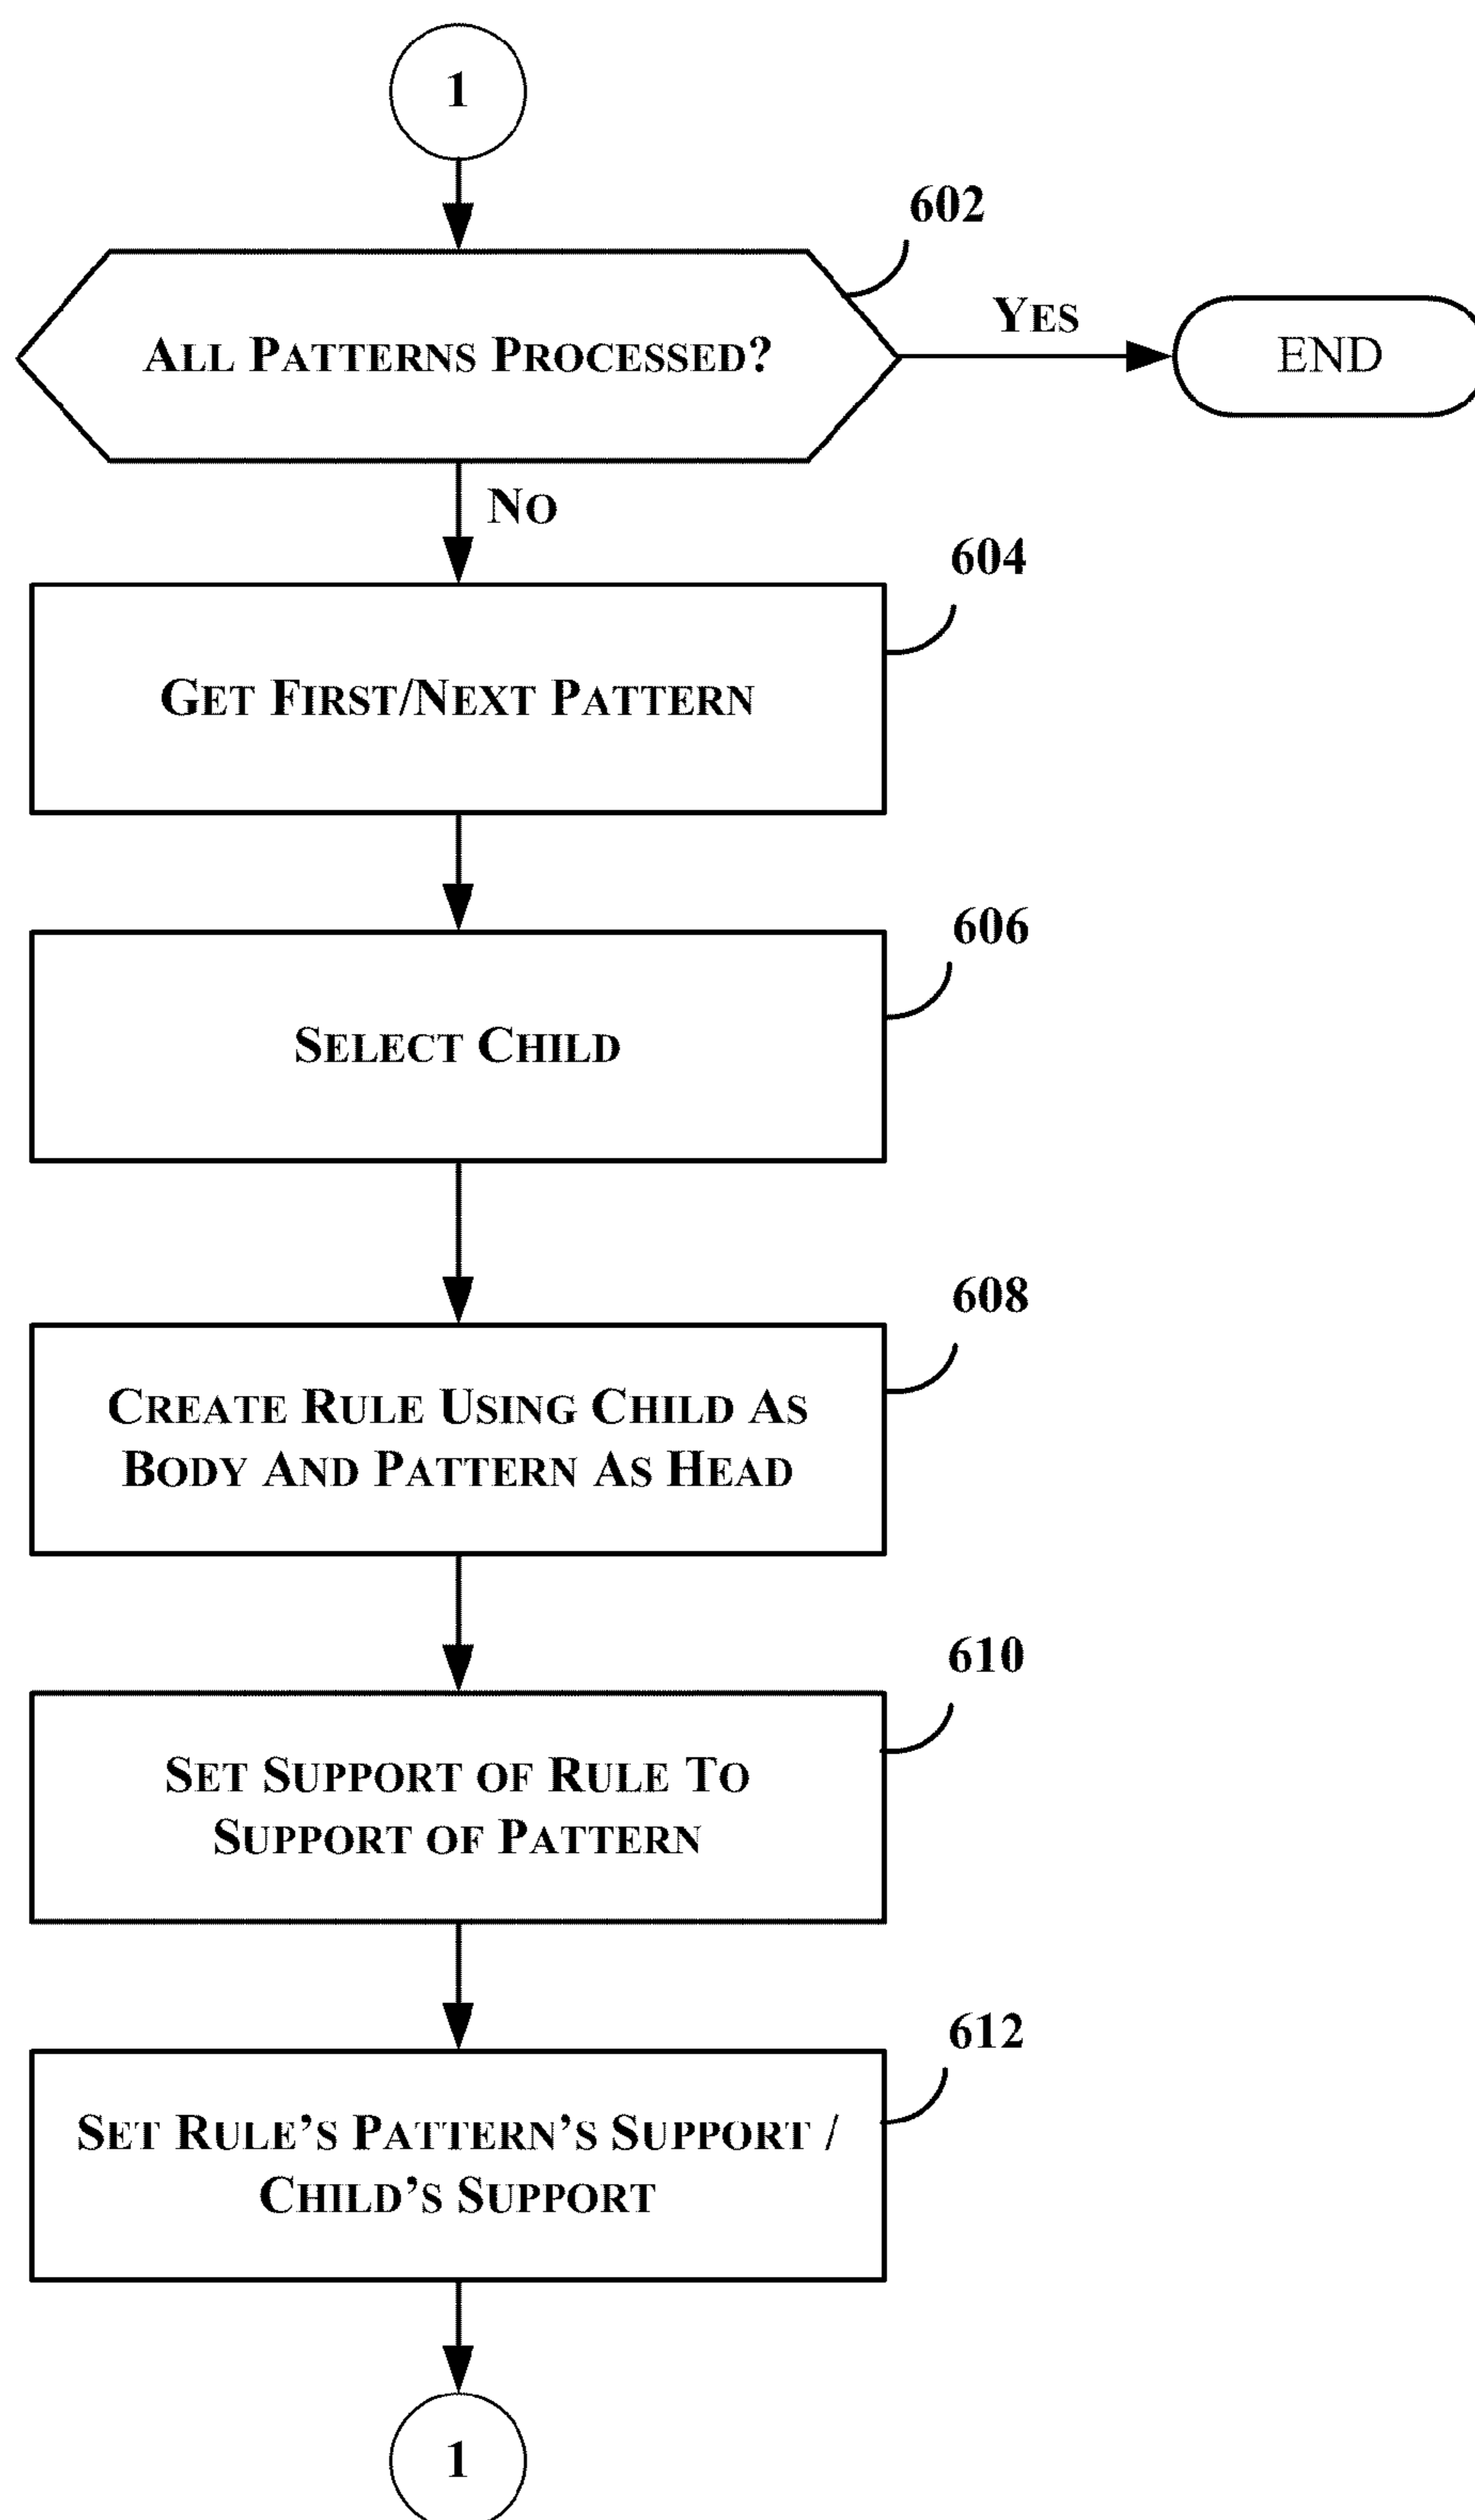 1
602
All Patterns Processed?
Yes
END
No
604
Get First/Next Pattern
606
Select Child
608
Create Rule Using Child As
Body And Pattern As Head
610
Set Support of Rule To
Support of Pattern
612
Set Rule’s Pattern’s Support /
Child’s Support
1